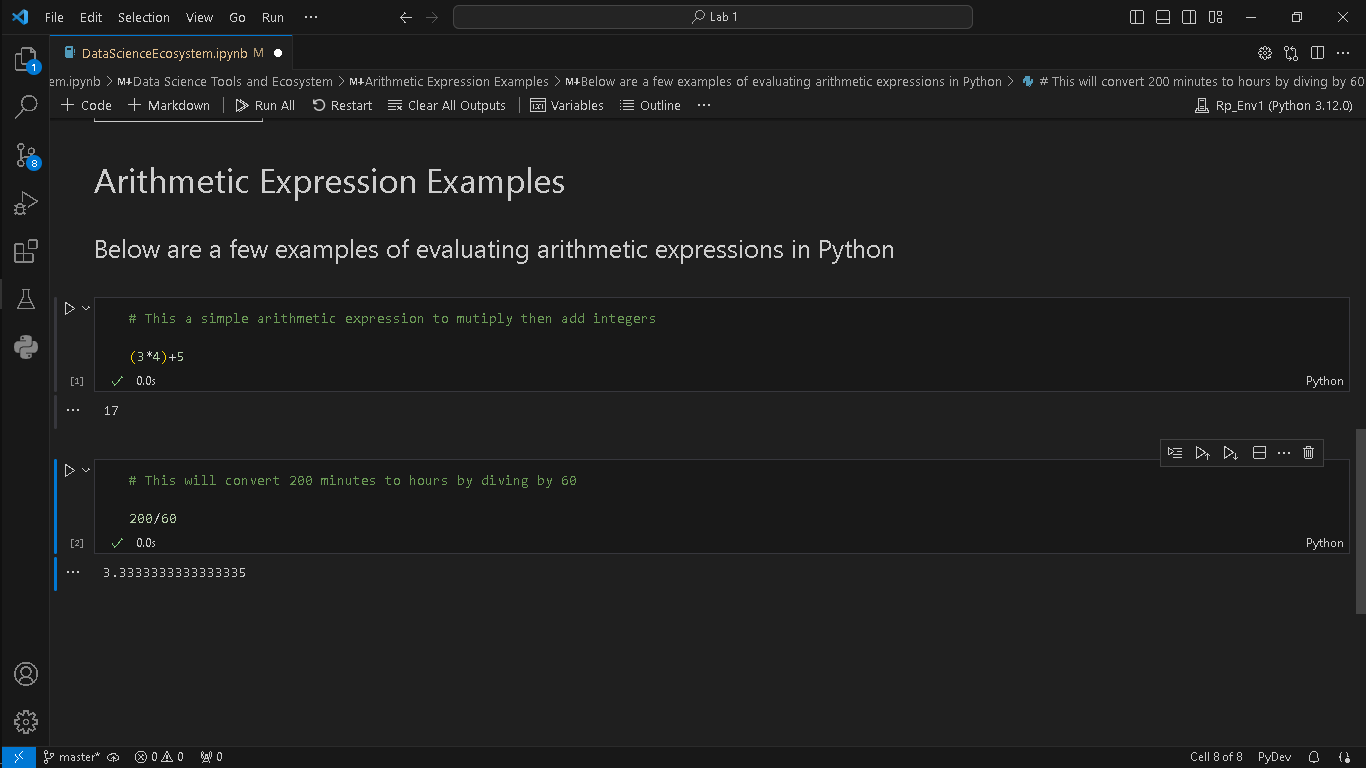 File Edit Selection View Go Run ··· Lab 1
DataScienceEcosystem.ipynb M
em.ipynb > M↓Data Science Tools and Ecosystem > M↓Arithmetic Expression Examples > M↓Below are a few examples of evaluating arithmetic expressions in Python > # This will convert 200 minutes to hours by diving by 60
+ Code + Markdown Run All Restart Clear All Outputs Variables Outline ··· Rp_Env1 (Python 3.12.0)
Arithmetic Expression Examples
Below are a few examples of evaluating arithmetic expressions in Python
# This a simple arithmetic expression to mutiply then add integers
(3*4)+5
[1] 0.0s Python
17
# This will convert 200 minutes to hours by diving by 60
200/60
[2] 0.0s Python
3.3333333333333335
1
8
master* 0 0 0 Cell 8 of 8 PyDev